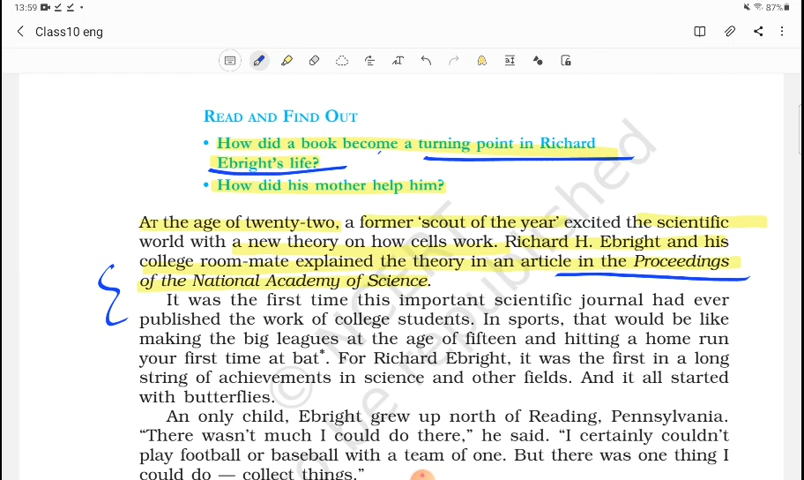 13:59
87%
Class10 eng
READ AND FIND OUT
• How did a book become a turning point in Richard
Ebright's life?
• How did his mother help him?
AT the age of twenty-two, a former ‘scout of the year’ excited the scientific
world with a new theory on how cells work. Richard H. Ebright and his
college room-mate explained the theory in an article in the Proceedings
of the National Academy of Science.
It was the first time this important scientific journal had ever
published the work of college students. In sports, that would be like
making the big leagues at the age of fifteen and hitting a home run
your first time at bat*. For Richard Ebright, it was the first in a long
string of achievements in science and other fields. And it all started
with butterflies.
An only child, Ebright grew up north of Reading, Pennsylvania.
“There wasn't much I could do there,” he said. “I certainly couldn't
play football or baseball with a team of one. But there was one thing I
could do — collect things.”
© NCERT
be republished